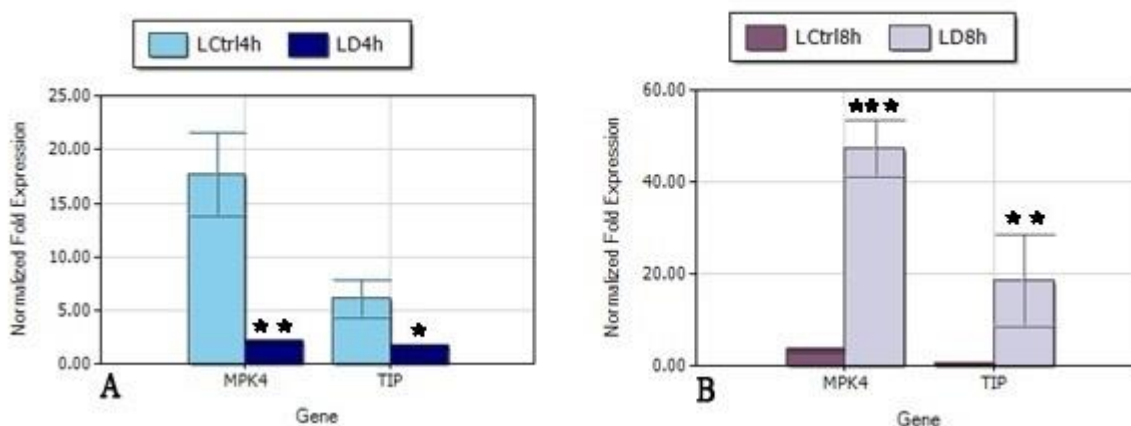 LCtrl4h LD4h
Normalized Fold Expression
25.00
20.00
15.00
10.00
5.00
0.00
★ ★
★
A
MPK4 TIP
Gene
LCtrl8h LD8h
Normalized Fold Expression
60.00
40.00
20.00
0.00
★★★
★★
B
MPK4 TIP
Gene